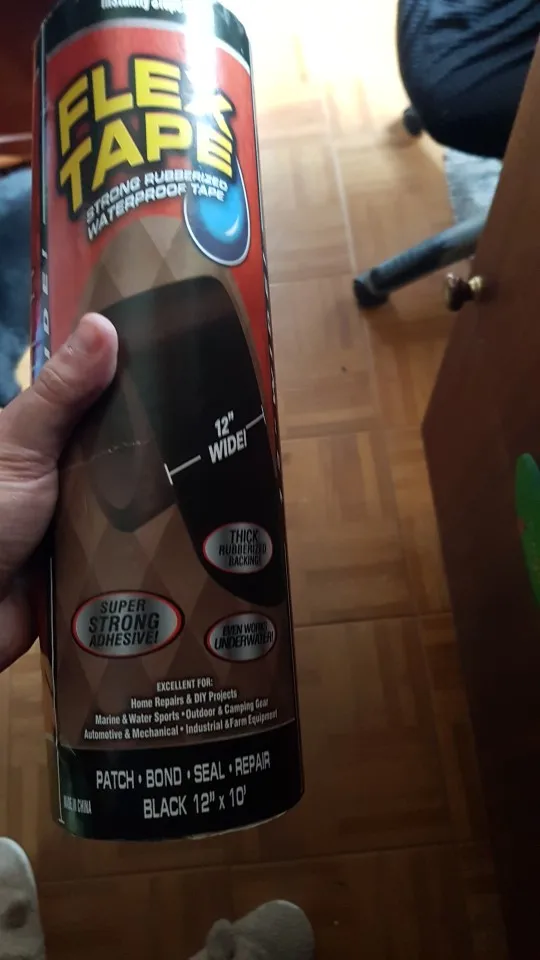 FLEX
TAPE
STRONG RUBBERIZED
WATERPROOF TAPE
12"
WIDE!
THICK
RUBBERIZED
BACKING!
SUPER
STRONG
ADHESIVE!
EVEN WORKS
UNDERWATER!
EXCELLENT FOR:
Home Repairs & DIY Projects
Marine & Water Sports • Outdoor & Camping Gear
Automotive & Mechanical • Industrial & Farm Equipment
PATCH • BOND • SEAL • REPAIR
MADE IN CHINA
BLACK 12" x 10'